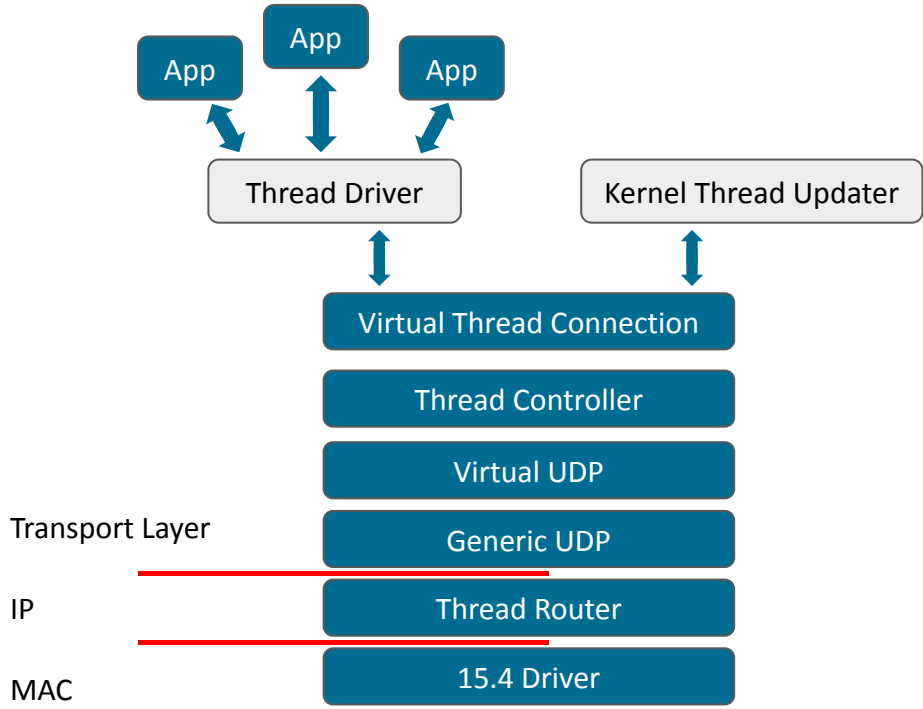 App
App
App
Thread Driver
Kernel Thread Updater
Virtual Thread Connection
Thread Controller
Virtual UDP
Transport Layer
Generic UDP
IP
Thread Router
MAC
15.4 Driver